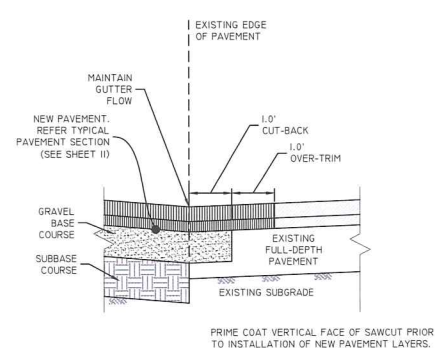 EXISTING EDGE
OF PAVEMENT
MAINTAIN
GUTTER
FLOW
NEW PAVEMENT.
REFER TYPICAL
PAVEMENT SECTION
(SEE SHEET 11)
1.0'
CUT-BACK
1.0'
OVER-TRIM
GRAVEL
BASE
COURSE
EXISTING
FULL-DEPTH
PAVEMENT
SUBBASE
COURSE
EXISTING SUBGRADE
PRIME COAT VERTICAL FACE OF SAWCUT PRIOR
TO INSTALLATION OF NEW PAVEMENT LAYERS.